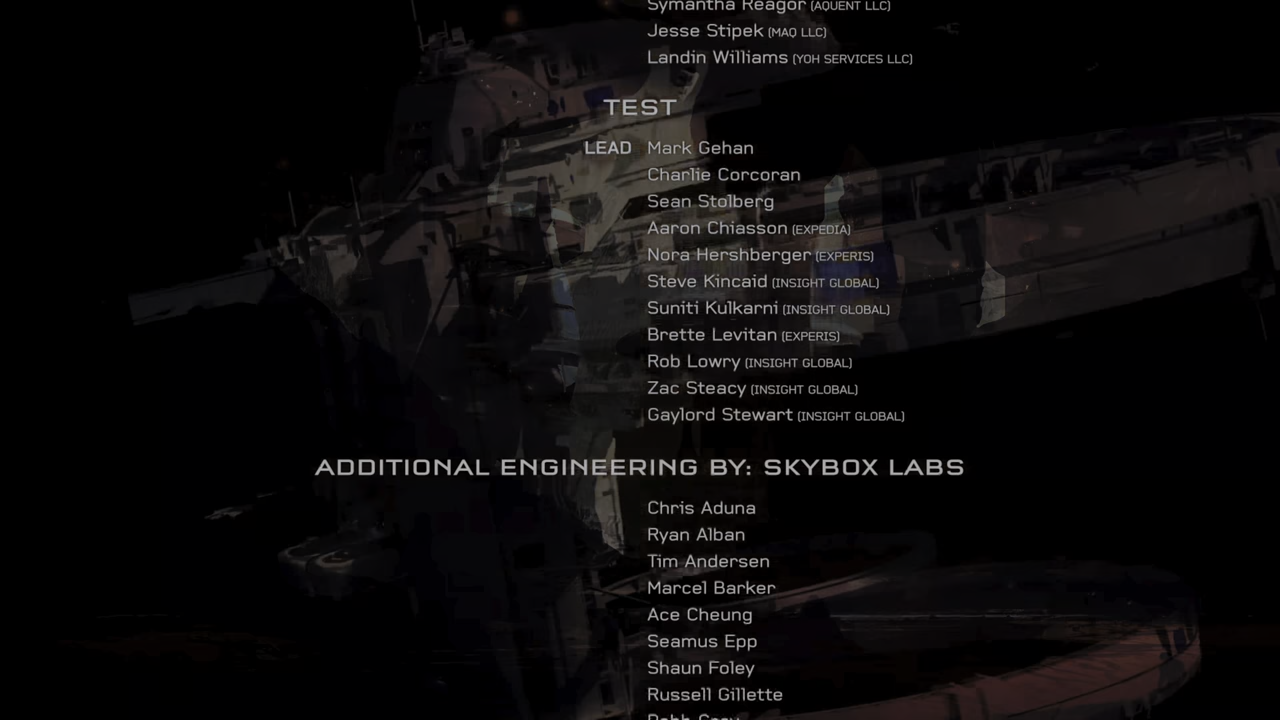 Symantha Reagor (AQUENT LLC)
Jesse Stipek (MAQ LLC)
Landin Williams (YOH SERVICES LLC)
TEST
LEAD Mark Gehan
Charlie Corcoran
Sean Stolberg
Aaron Chiasson (EXPEDIA)
Nora Hershberger (EXPERIS)
Steve Kincaid (INSIGHT GLOBAL)
Suniti Kulkarni (INSIGHT GLOBAL)
Brette Levitan (EXPERIS)
Rob Lowry (INSIGHT GLOBAL)
Zac Steacy (INSIGHT GLOBAL)
Gaylord Stewart (INSIGHT GLOBAL)
ADDITIONAL ENGINEERING BY: SKYBOX LABS
Chris Aduna
Ryan Alban
Tim Andersen
Marcel Barker
Ace Cheung
Seamus Epp
Shaun Foley
Russell Gillette